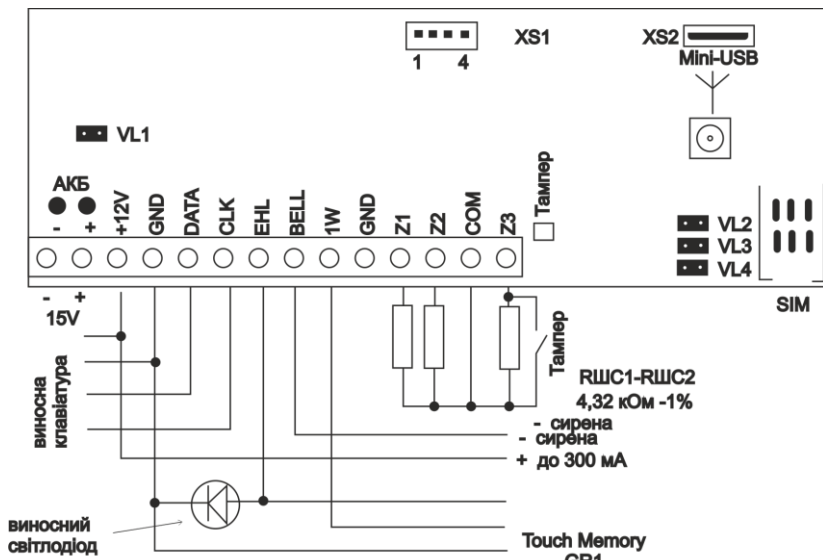 XS1
XS2
1 4
Mini-USB
VL1
АКБ
- +
+12V
GND
DATA
CLK
EHL
BELL
1W
GND
Z1
Z2
COM
Z3
Тампер
VL2
VL3
VL4
SIM
- +
15V
виносна
клавіатура
Тампер
RШС1-RШС2
4,32 кОм -1%
- сирена
- сирена
+ до 300 мА
виносний
світлодіод
Touch Memory